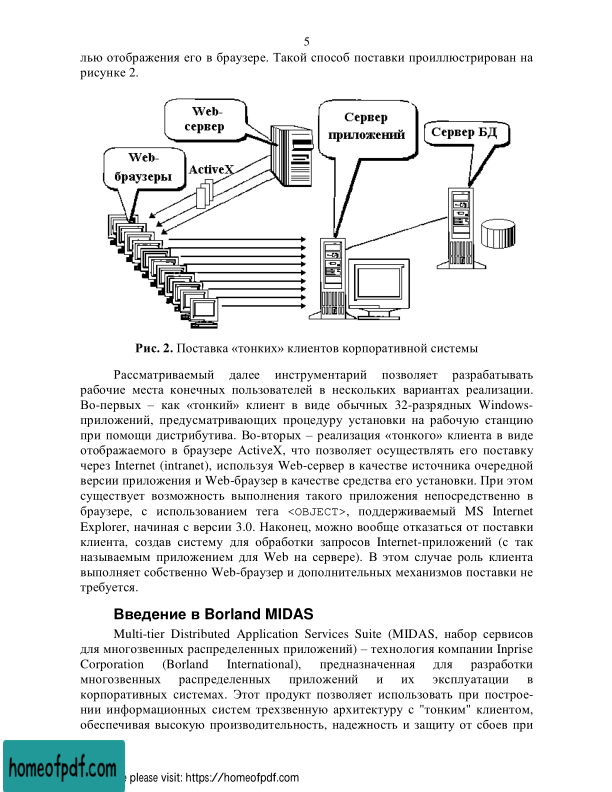 5
лью отображения его в браузере. Такой способ поставки проиллюстрирован на
рисунке 2.
Web-
сервер
Сервер
приложений
Сервер БД
Web-
браузеры
ActiveX
Рис. 2. Поставка «тонких» клиентов корпоративной системы
Рассматриваемый далее инструментарий позволяет разрабатывать
рабочие места конечных пользователей в нескольких вариантах реализации.
Во-первых – как «тонкий» клиент в виде обычных 32-разрядных Windows-
приложений, предусматривающих процедуру установки на рабочую станцию
при помощи дистрибутива. Во-вторых – реализация «тонкого» клиента в виде
отображаемого в браузере ActiveX, что позволяет осуществлять его поставку
через Internet (intranet), используя Web-сервер в качестве источника очередной
версии приложения и Web-браузер в качестве средства его установки. При этом
существует возможность выполнения такого приложения непосредственно в
браузере, с использованием тега <OBJECT>, поддерживаемый MS Internet
Explorer, начиная с версии 3.0. Наконец, можно вообще отказаться от поставки
клиента, создав систему для обработки запросов Internet-приложений (с так
называемым приложением для Web на сервере). В этом случае роль клиента
выполняет собственно Web-браузер и дополнительных механизмов поставки не
требуется.
Введение в Borland MIDAS
Multi-tier Distributed Application Services Suite (MIDAS, набор сервисов
для многозвенных распределенных приложений) – технология компании Inprise
Corporation (Borland International), предназначенная для разработки
многозвенных распределенных приложений и их эксплуатации в
корпоративных системах. Этот продукт позволяет использовать при построе-
нии информационных систем трехзвенную архитектуру с "тонким" клиентом,
обеспечивая высокую производительность, надежность и защиту от сбоев при
homeofpdf.com
please visit: https://homeofpdf.com